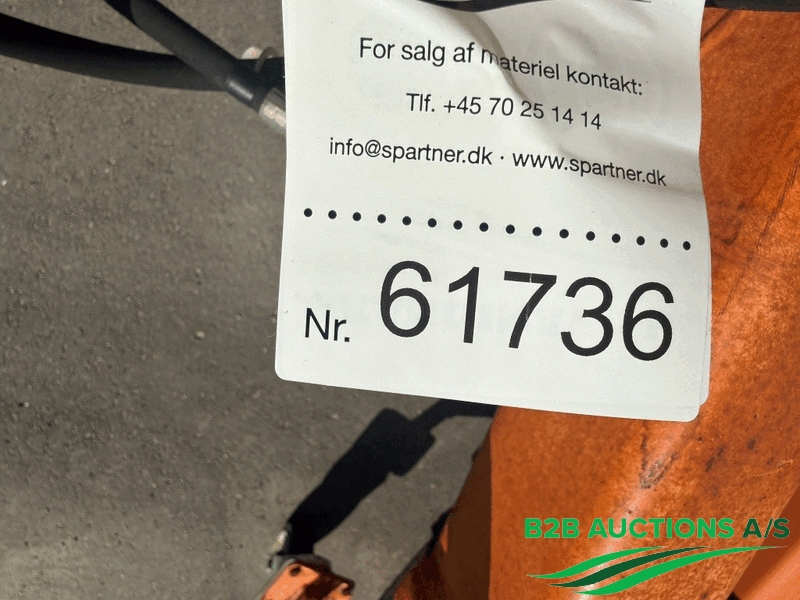 For salg af materiel kontakt:
Tlf. +45 70 25 14 14
info@spartner.dk · www.spartner.dk
Nr. 61736
B2B AUCTIONS A/S